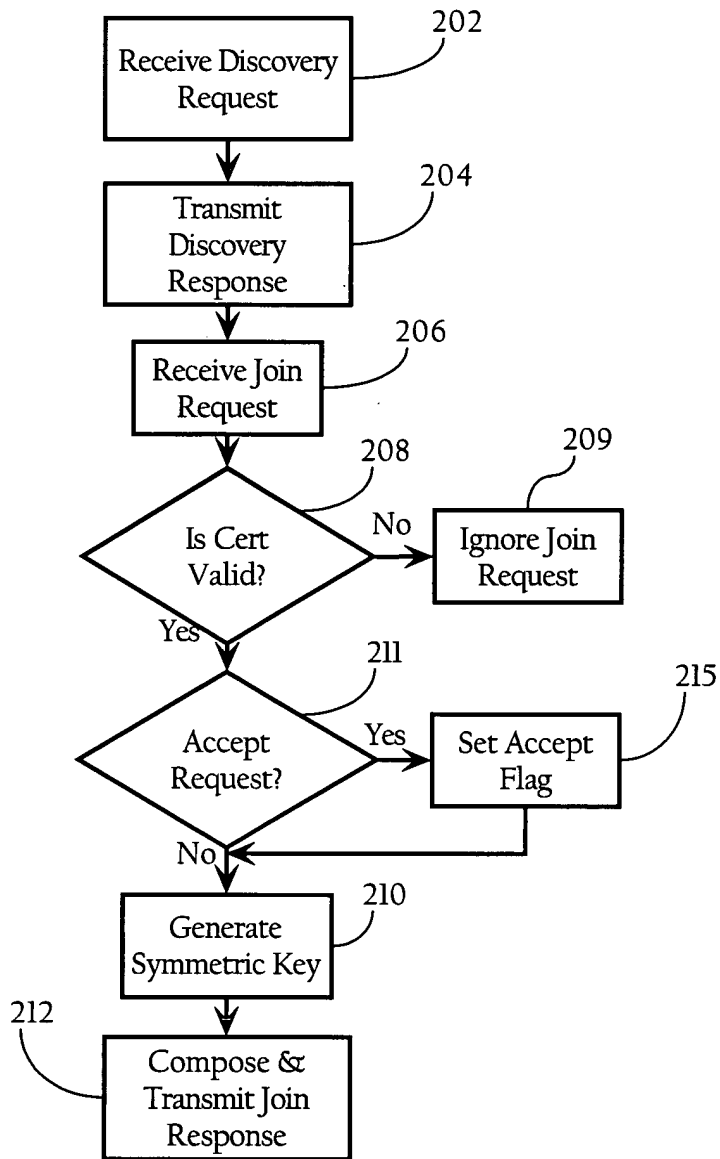 202
Receive Discovery
Request
204
Transmit
Discovery
Response
206
Receive Join
Request
208
209
Is Cert
Valid?
No
Ignore Join
Request
Yes
211
215
Accept
Request?
Yes
Set Accept
Flag
No
210
Generate
Symmetric Key
212
Compose &
Transmit Join
Response